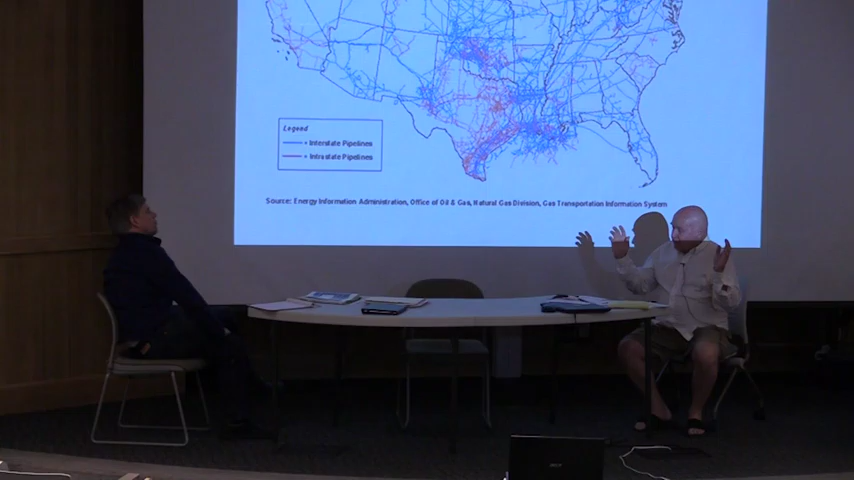 Legend
= Interstate Pipelines
= Intrastate Pipelines
Source: Energy Information Administration, Office of Oil & Gas, Natural Gas Division, Gas Transportation Information System
acer